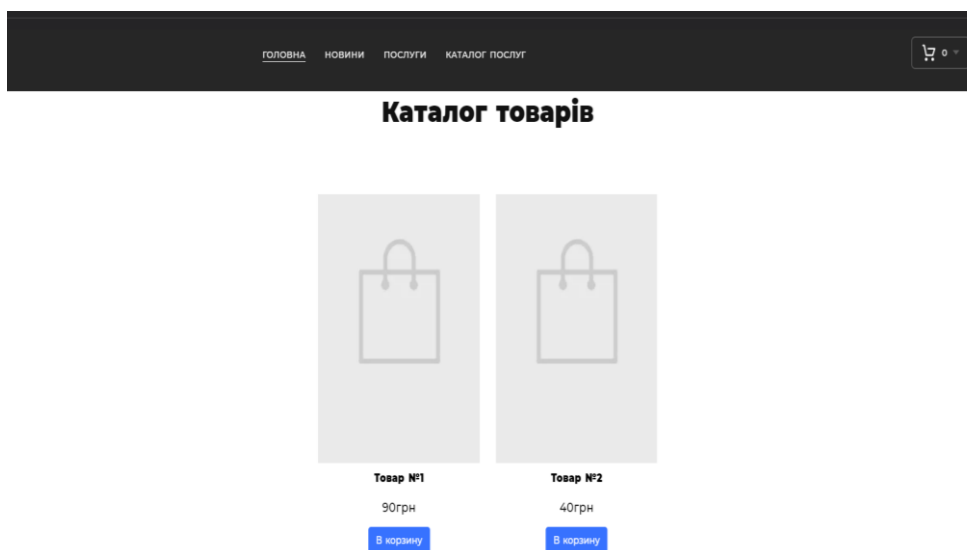 ГОЛОВНА НОВИНИ ПОСЛУГИ КАТАЛОГ ПОСЛУГ 0
Каталог товарів
Товар №1 Товар №2
90грн 40грн
В корзину В корзину